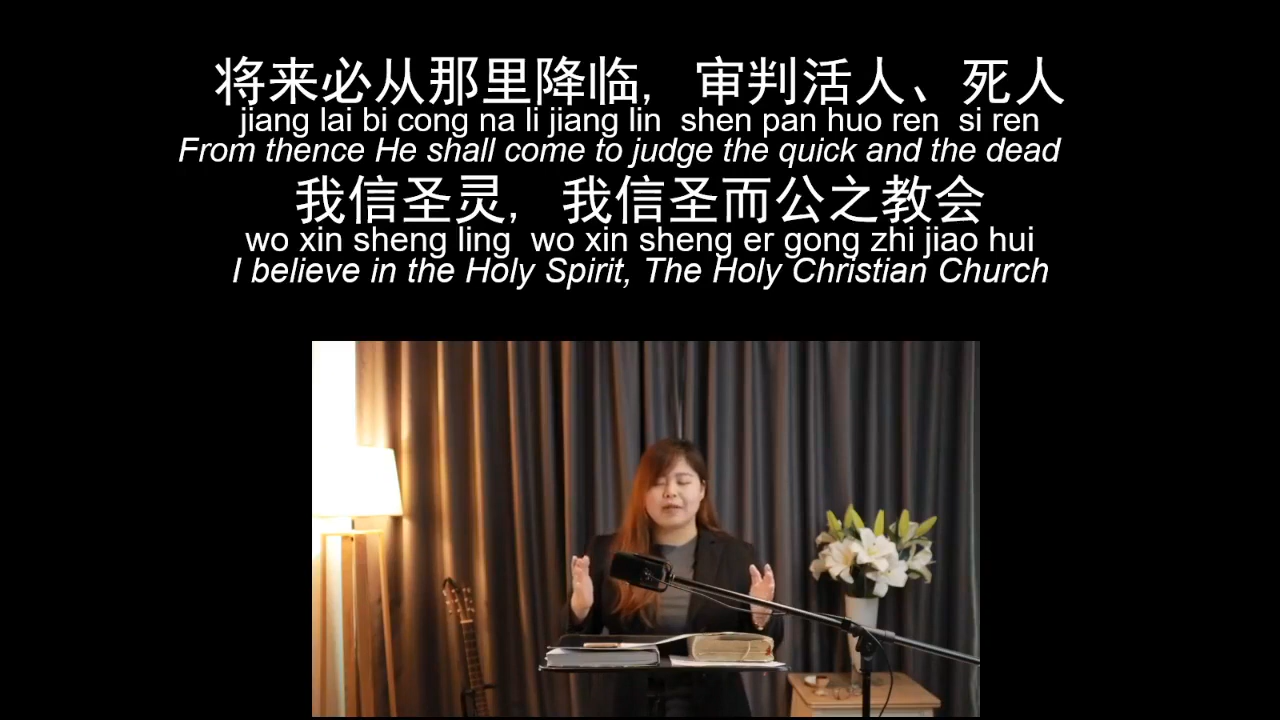 将来必从那里降临, 审判活人、死人
jiang lai bi cong na li jiang lin  shen pan huo ren  si ren
From thence He shall come to judge the quick and the dead
我信圣灵, 我信圣而公之教会
wo xin sheng ling  wo xin sheng er gong zhi jiao hui
I believe in the Holy Spirit, The Holy Christian Church